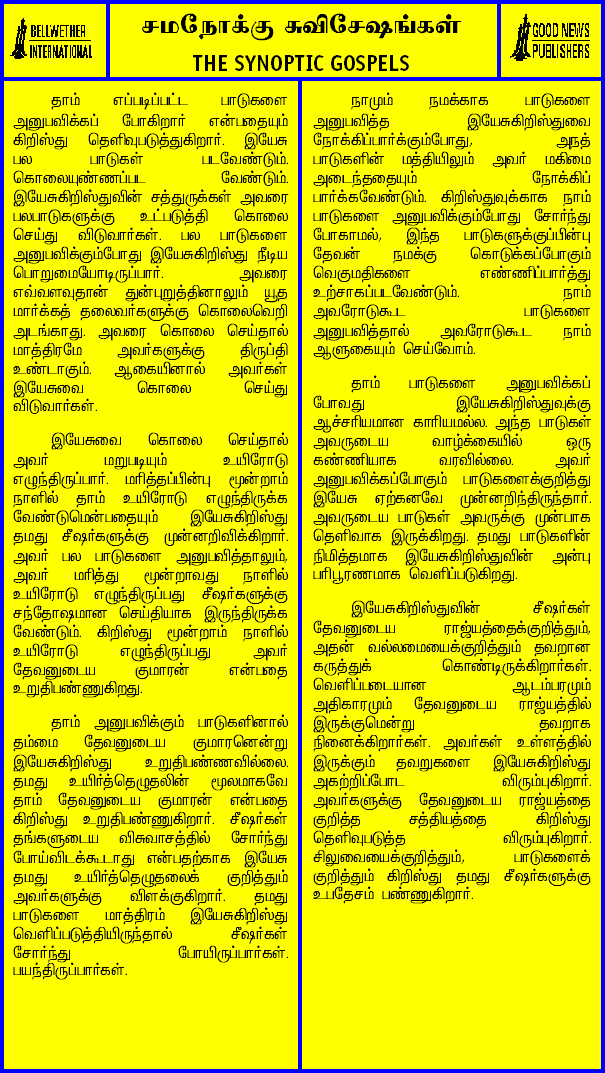 BELLWETHER
INTERNATIONAL
சமநோக்கு சுவிசேஷங்கள்
THE SYNOPTIC GOSPELS
GOOD NEWS
PUBLISHERS
தாம் எப்படிப்பட்ட பாடுகளை
அனுபவிக்கப் போகிறார் என்பதையும்
கிறிஸ்து தெளிவுபடுத்துகிறார். இயேசு
பல பாடுகள் படவேண்டும்.
கொலையுண்ணப்பட வேண்டும்.
இயேசுகிறிஸ்துவின் சத்துருக்கள் அவரை
பலபாடுகளுக்கு உட்படுத்தி கொலை
செய்து விடுவார்கள். பல பாடுகளை
அனுபவிக்கும்போது இயேசுகிறிஸ்து நீடிய
பொறுமையோடிருப்பார். அவரை
எவ்வளவுதான் துன்புறுத்தினாலும் யூத
மார்க்கத் தலைவர்களுக்கு கொலைவெறி
அடங்காது. அவரை கொலை செய்தால்
மாத்திரமே அவர்களுக்கு திருப்தி
உண்டாகும். ஆகையினால் அவர்கள்
இயேசுவை கொலை செய்து
விடுவார்கள்.
இயேசுவை கொலை செய்தால்
அவர் மறுபடியும் உயிரோடு
எழுந்திருப்பார். மரித்தப்பின்பு மூன்றாம்
நாளில் தாம் உயிரோடு எழுந்திருக்க
வேண்டுமென்பதையும் இயேசுகிறிஸ்து
தமது சீஷர்களுக்கு முன்னறிவிக்கிறார்.
அவர் பல பாடுகளை அனுபவித்தாலும்,
அவர் மரித்து மூன்றாவது நாளில்
உயிரோடு எழுந்திருப்பது சீஷர்களுக்கு
சந்தோஷமான செய்தியாக இருந்திருக்க
வேண்டும். கிறிஸ்து மூன்றாம் நாளில்
உயிரோடு எழுந்திருப்பது அவர்
தேவனுடைய குமாரன் என்பதை
உறுதிபண்ணுகிறது.
தாம் அனுபவிக்கும் பாடுகளினால்
தம்மை தேவனுடைய குமாரனென்று
இயேசுகிறிஸ்து உறுதிபண்ணவில்லை.
தமது உயிர்த்தெழுதலின் மூலமாகவே
தாம் தேவனுடைய குமாரன் என்பதை
கிறிஸ்து உறுதிபண்ணுகிறார். சீஷர்கள்
தங்களுடைய விசுவாசத்தில் சோர்ந்து
போய்விடக்கூடாது என்பதற்காக இயேசு
தமது உயிர்த்தெழுதலைக் குறித்தும்
அவர்களுக்கு விளக்குகிறார். தமது
பாடுகளை மாத்திரம் இயேசுகிறிஸ்து
வெளிப்படுத்தியிருந்தால் சீஷர்கள்
சோர்ந்து போயிருப்பார்கள்.
பயந்திருப்பார்கள்.
நாமும் நமக்காக பாடுகளை
அனுபவித்த இயேசுகிறிஸ்துவை
நோக்கிப்பார்க்கும்போது, அந்த
பாடுகளின் மத்தியிலும் அவர் மகிமை
அடைந்ததையும் நோக்கிப்
பார்க்கவேண்டும். கிறிஸ்துவுக்காக நாம்
பாடுகளை அனுபவிக்கும்போது சோர்ந்து
போகாமல், இந்த பாடுகளுக்குப்பின்பு
தேவன் நமக்கு கொடுக்கப்போகும்
வெகுமதிகளை எண்ணிப்பார்த்து
உற்சாகப்படவேண்டும். நாம்
அவரோடுகூட பாடுகளை
அனுபவித்தால் அவரோடுகூட நாம்
ஆளுகையும் செய்வோம்.
தாம் பாடுகளை அனுபவிக்கப்
போவது இயேசுகிறிஸ்துவுக்கு
ஆச்சரியமான காரியமல்ல. அந்த பாடுகள்
அவருடைய வாழ்க்கையில் ஒரு
கண்ணியாக வரவில்லை. அவர்
அனுபவிக்கப்போகும் பாடுகளைக்குறித்து
இயேசு ஏற்கனவே முன்னறிந்திருந்தார்.
அவருடைய பாடுகள் அவருக்கு முன்பாக
தெளிவாக இருக்கிறது. தமது பாடுகளின்
நிமித்தமாக இயேசுகிறிஸ்துவின் அன்பு
பரிபூரணமாக வெளிப்படுகிறது.
இயேசுகிறிஸ்துவின் சீஷர்கள்
தேவனுடைய ராஜ்யத்தைக்குறித்தும்,
அதன் வல்லமையைக்குறித்தும் தவறான
கருத்துக் கொண்டிருக்கிறார்கள்.
வெளிப்படையான ஆடம்பரமும்
அதிகாரமும் தேவனுடைய ராஜ்யத்தில்
இருக்குமென்று தவறாக
நினைக்கிறார்கள். அவர்கள் உள்ளத்தில்
இருக்கும் தவறுகளை இயேசுகிறிஸ்து
அகற்றிப்போட விரும்புகிறார்.
அவர்களுக்கு தேவனுடைய ராஜ்யத்தை
குறித்த சத்தியத்தை கிறிஸ்து
தெளிவுபடுத்த விரும்புகிறார்.
சிலுவையைக்குறித்தும், பாடுகளைக்
குறித்தும் கிறிஸ்து தமது சீஷர்களுக்கு
உபதேசம் பண்ணுகிறார்.